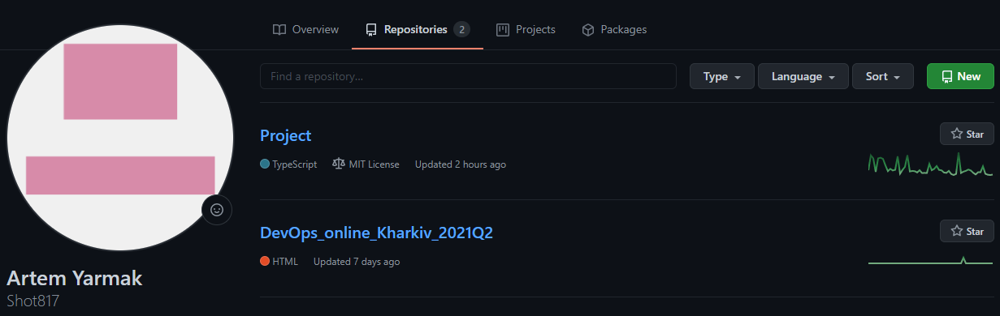 Overview Repositories 2 Projects Packages
Find a repository... Type Language Sort New
Project Star
TypeScript MIT License Updated 2 hours ago
DevOps_online_Kharkiv_2021Q2 Star
HTML Updated 7 days ago
Artem Yarmak
Shot817